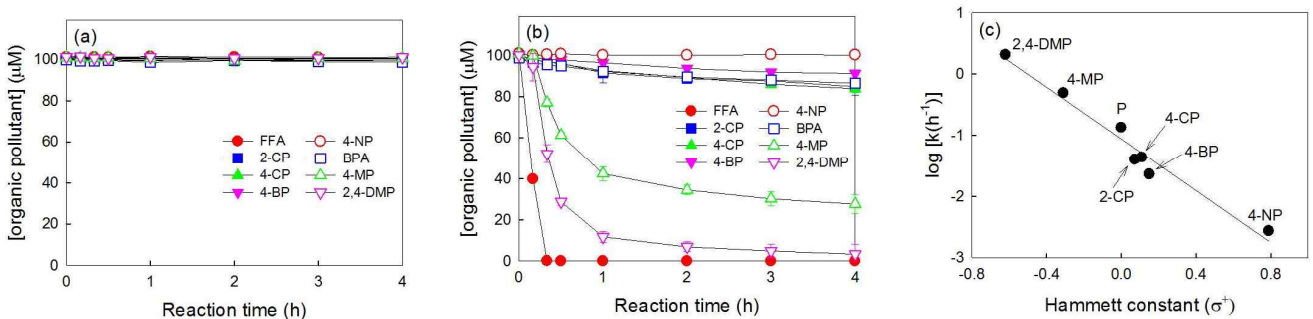 (a)
[organic pollutant] (μM)
100
80
60
40
20
0
FFA
2-CP
4-CP
4-BP
4-NP
BPA
4-MP
2,4-DMP
0 1 2 3 4
Reaction time (h)
(b)
[organic pollutant] (μM)
100
80
60
40
20
0
FFA
2-CP
4-CP
4-BP
4-NP
BPA
4-MP
2,4-DMP
0 1 2 3 4
Reaction time (h)
(c)
log [k(h⁻¹)]
1
0
-1
-2
-3
2,4-DMP
4-MP
P
4-CP
4-BP
2-CP
4-NP
-0.8 -0.4 0.0 0.4 0.8
Hammett constant (σ⁺)